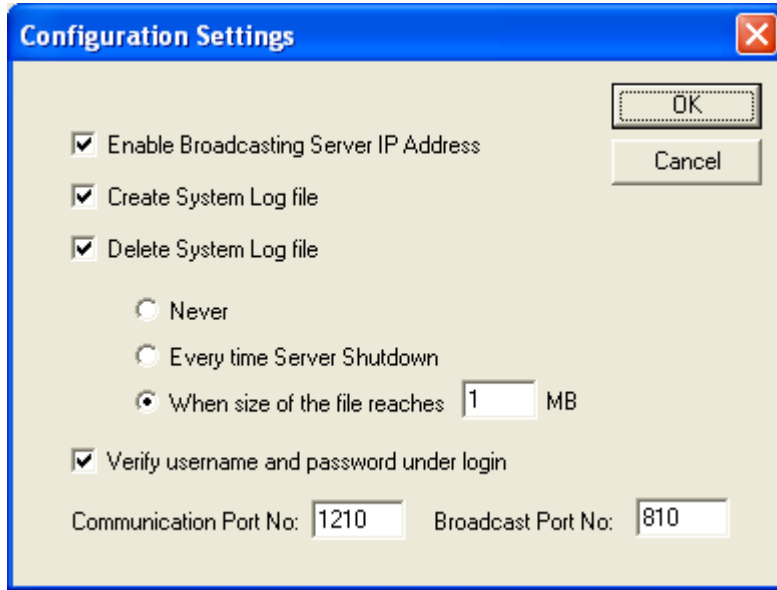 Configuration Settings
OK
Enable Broadcasting Server IP Address
Cancel
Create System Log file
Delete System Log file
Never
Every time Server Shutdown
When size of the file reaches 1 MB
Verify username and password under login
Communication Port No: 1210 Broadcast Port No: 810